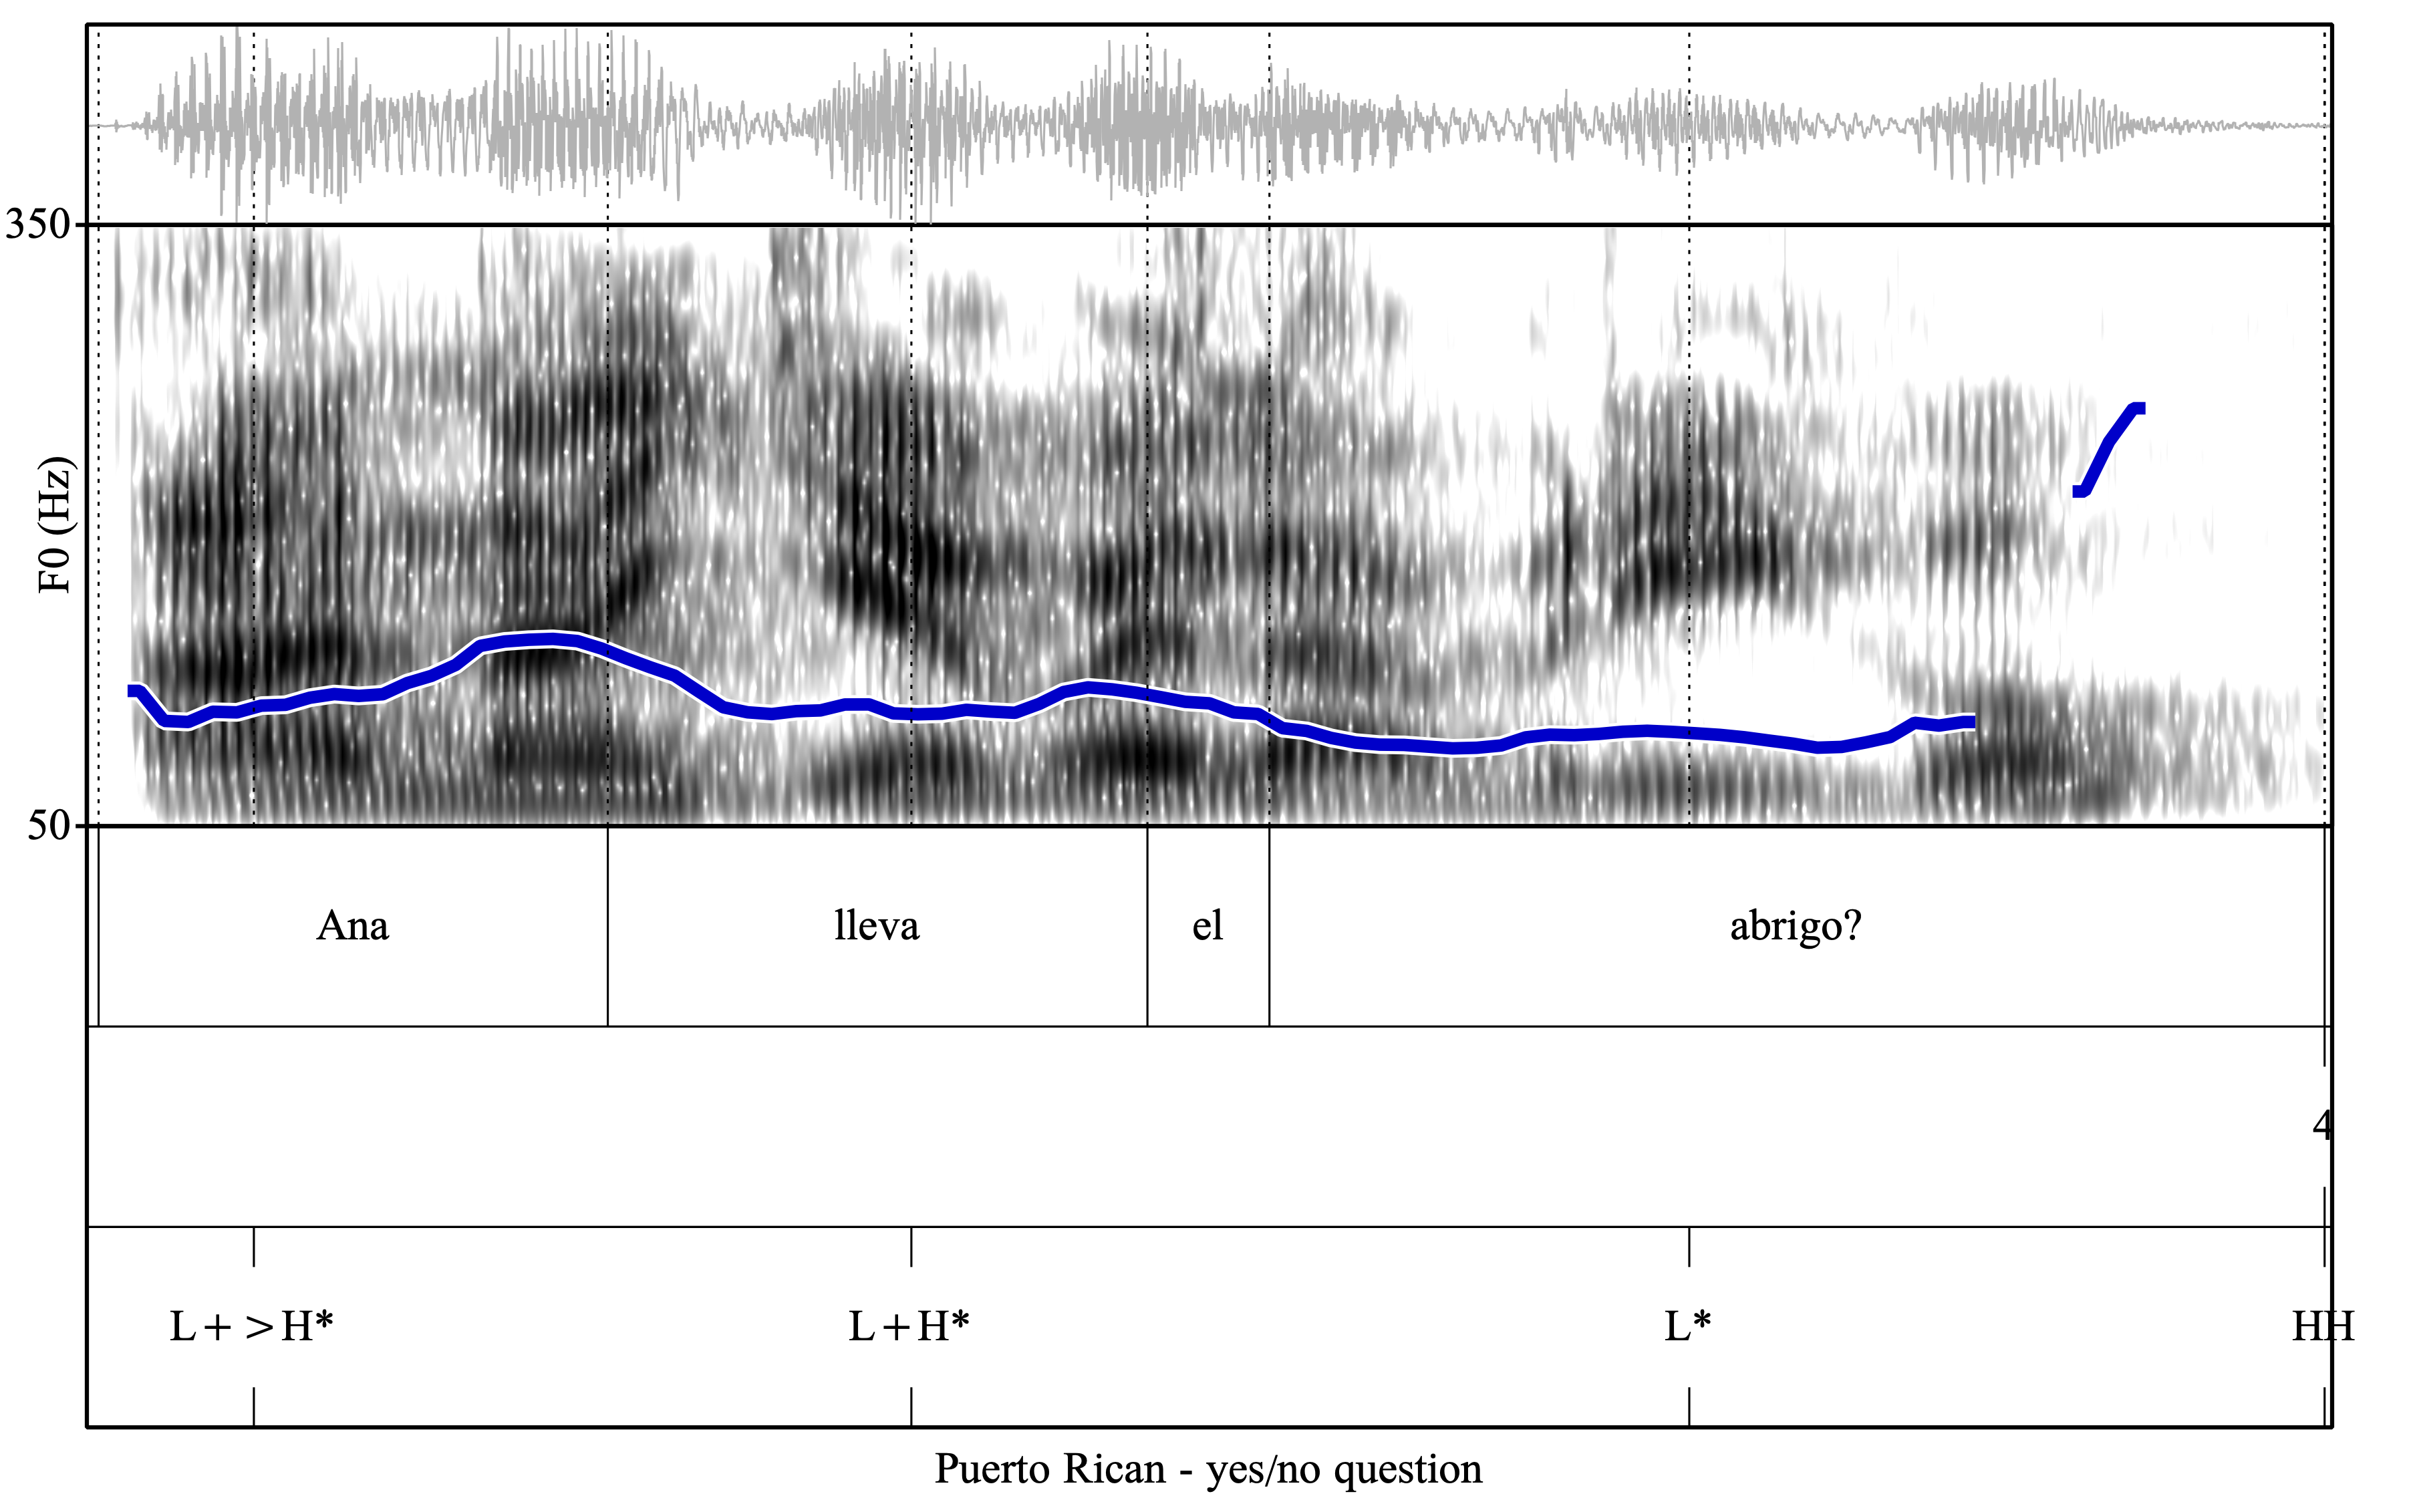 350
F0 (Hz)
50
Ana lleva el abrigo?
4
L+>H* L+H* L* HH
Puerto Rican - yes/no question